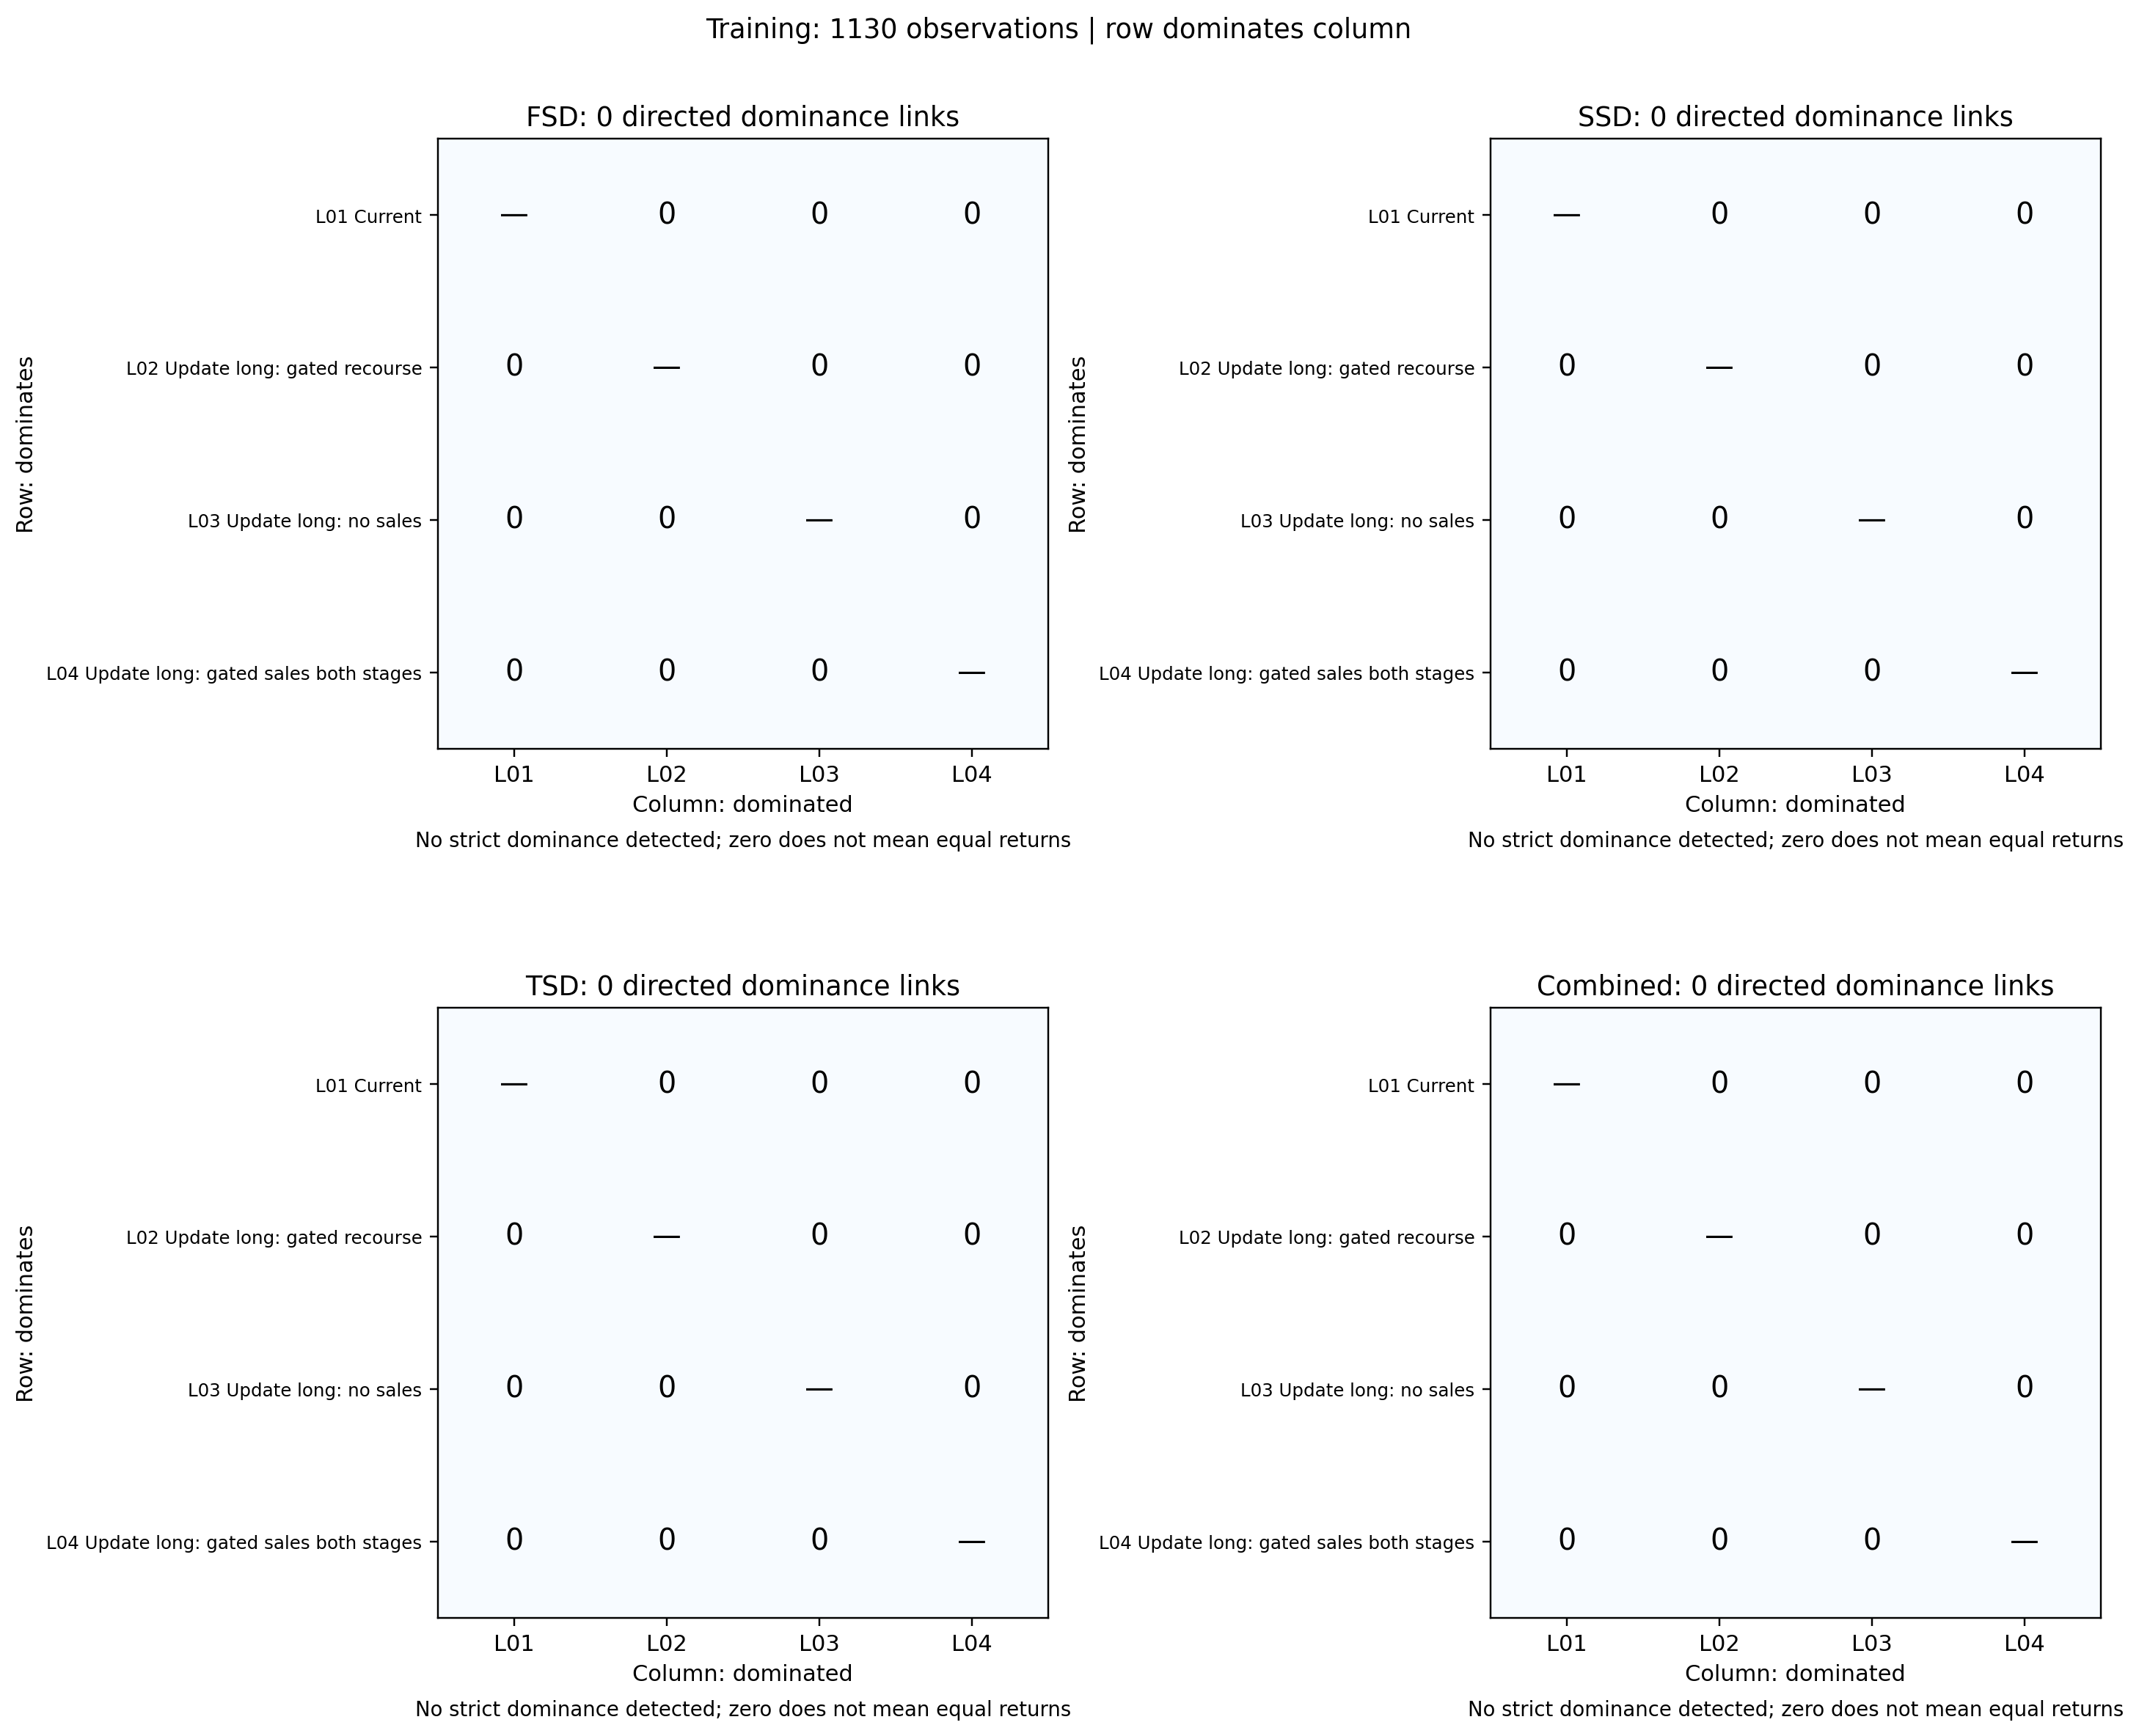 Training: 1130 observations | row dominates column
FSD: 0 directed dominance links
Row: dominates
L01 Current — 0 0 0
L02 Update long: gated recourse 0 — 0 0
L03 Update long: no sales 0 0 — 0
L04 Update long: gated sales both stages 0 0 0 —
L01 L02 L03 L04
Column: dominated
No strict dominance detected; zero does not mean equal returns
SSD: 0 directed dominance links
Row: dominates
L01 Current — 0 0 0
L02 Update long: gated recourse 0 — 0 0
L03 Update long: no sales 0 0 — 0
L04 Update long: gated sales both stages 0 0 0 —
L01 L02 L03 L04
Column: dominated
No strict dominance detected; zero does not mean equal returns
TSD: 0 directed dominance links
Row: dominates
L01 Current — 0 0 0
L02 Update long: gated recourse 0 — 0 0
L03 Update long: no sales 0 0 — 0
L04 Update long: gated sales both stages 0 0 0 —
L01 L02 L03 L04
Column: dominated
No strict dominance detected; zero does not mean equal returns
Combined: 0 directed dominance links
Row: dominates
L01 Current — 0 0 0
L02 Update long: gated recourse 0 — 0 0
L03 Update long: no sales 0 0 — 0
L04 Update long: gated sales both stages 0 0 0 —
L01 L02 L03 L04
Column: dominated
No strict dominance detected; zero does not mean equal returns